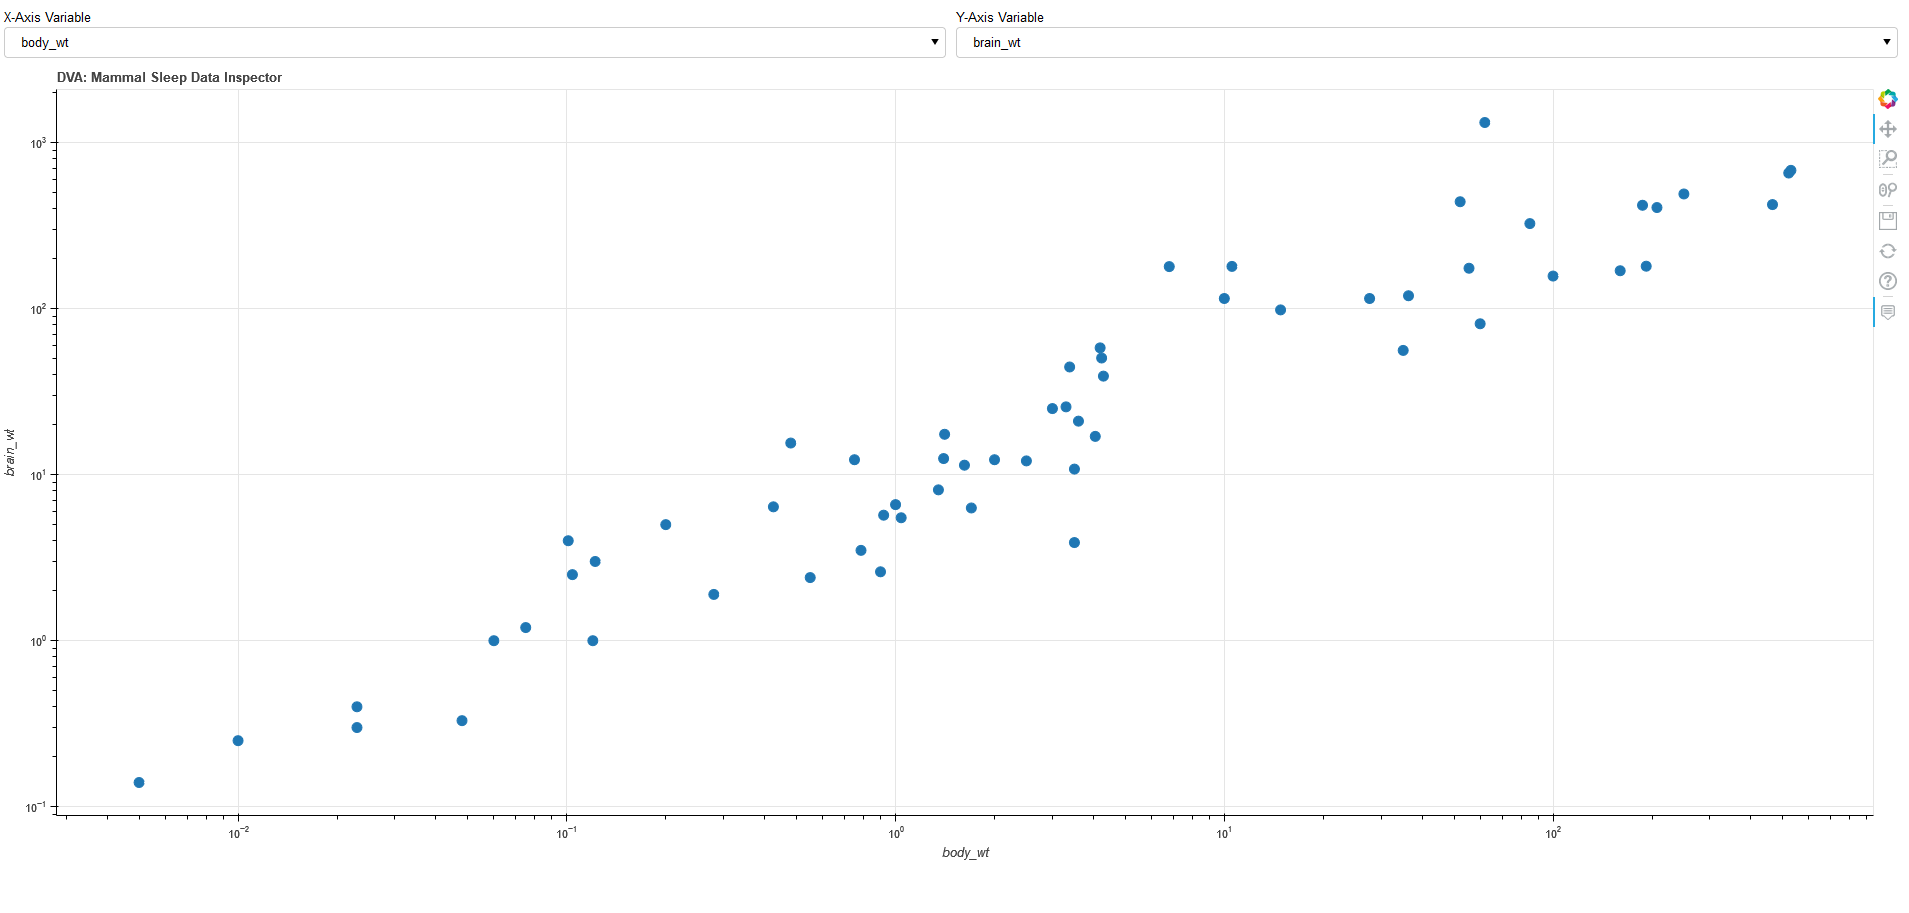 X-Axis Variable
Y-Axis Variable
body_wt
brain_wt
DVA: Mammal Sleep Data Inspector
10³
10²
10¹
10⁰
10⁻¹
brain_wt
10⁻²
10⁻¹
10⁰
10¹
10²
body_wt